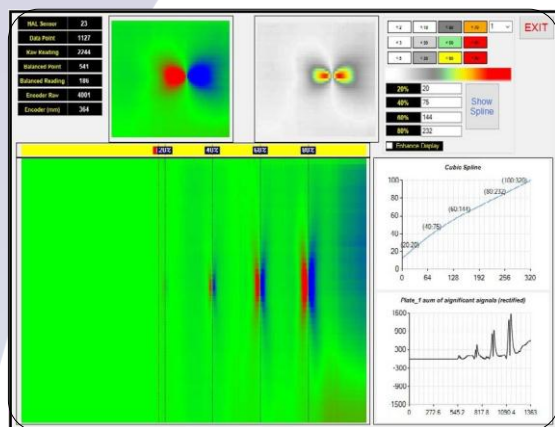 HAL Sensor 23
Data Point 1127
Raw Reading 2244
Balanced Point 541
Balanced Reading 186
Encoder Raw 4001
Encoder (mm) 364
1
EXIT
20% 20
40% 75
60% 144
80% 232
Show
Spline
Enhance Display
20% 40% 60% 80%
Cubic Spline
100
80
60
40
20
0
(100:320)
(80:232)
(60:144)
(40:75)
(20:20)
0 64 128 192 256 320
Plate_1 sum of significant signals (rectified)
1500
900
300
-300
-900
1500
0 272.6 545.2 817.8 1090.4 1363